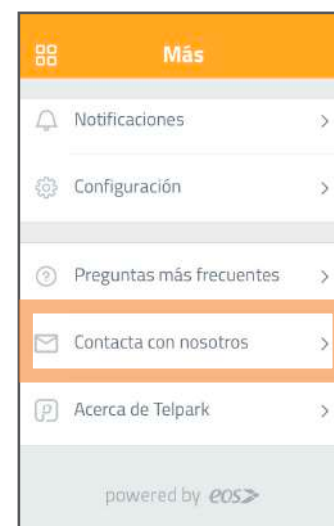 Más
Notificaciones
Configuración
Preguntas más frecuentes
Contacta con nosotros
Acerca de Telpark
powered by eos